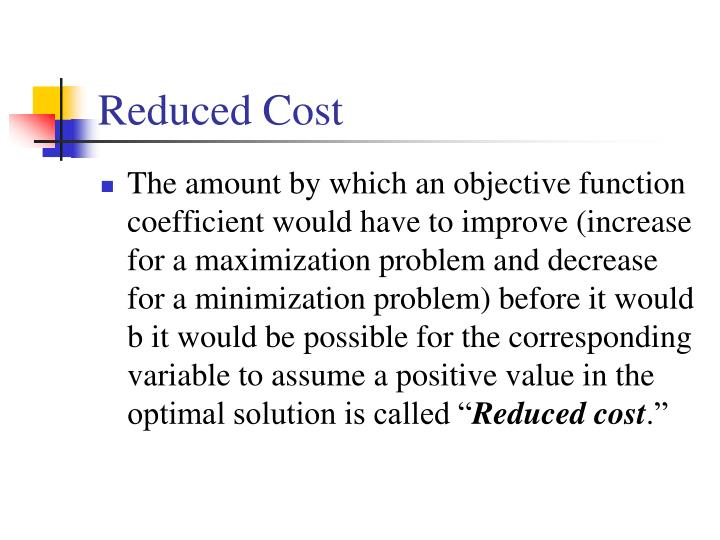 Reduced Cost
The amount by which an objective function
coefficient would have to improve (increase
for a maximization problem and decrease
for a minimization problem) before it would
b it would be possible for the corresponding
variable to assume a positive value in the
optimal solution is called “Reduced cost.”